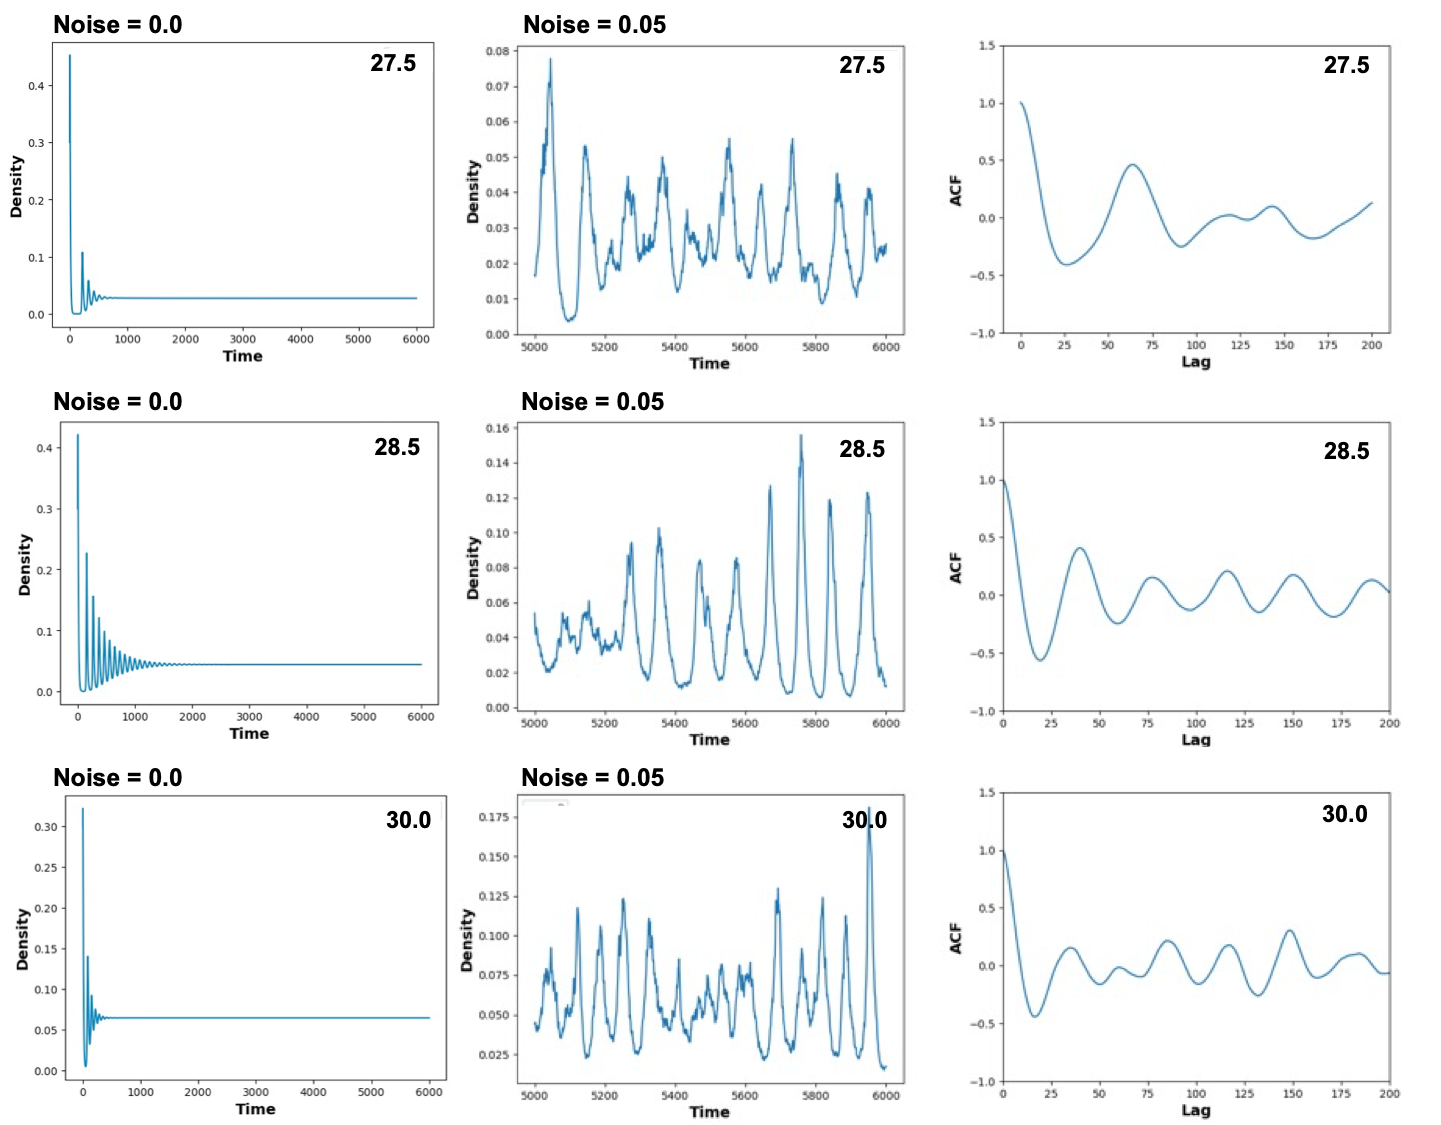 Noise = 0.0
27.5
0.4
0.3
0.2
0.1
0.0
Density
0 1000 2000 3000 4000 5000 6000
Time
Noise = 0.05
27.5
0.08
0.07
0.06
0.05
0.04
0.03
0.02
0.01
0.00
Density
5000 5200 5400 5600 5800 6000
Time
27.5
1.5
1.0
0.5
0.0
−0.5
−1.0
ACF
0 25 50 75 100 125 150 175 200
Lag
Noise = 0.0
28.5
0.4
0.3
0.2
0.1
0.0
Density
0 1000 2000 3000 4000 5000 6000
Time
Noise = 0.05
28.5
0.16
0.14
0.12
0.10
0.08
0.06
0.04
0.02
0.00
Density
5000 5200 5400 5600 5800 6000
Time
28.5
1.5
1.0
0.5
0.0
−0.5
−1.0
ACF
0 25 50 75 100 125 150 175 200
Lag
Noise = 0.0
30.0
0.30
0.25
0.20
0.15
0.10
0.05
0.00
Density
0 1000 2000 3000 4000 5000 6000
Time
Noise = 0.05
30.0
0.175
0.150
0.125
0.100
0.075
0.050
0.025
Density
5000 5200 5400 5600 5800 6000
Time
30.0
1.5
1.0
0.5
0.0
−0.5
−1.0
ACF
0 25 50 75 100 125 150 175 200
Lag